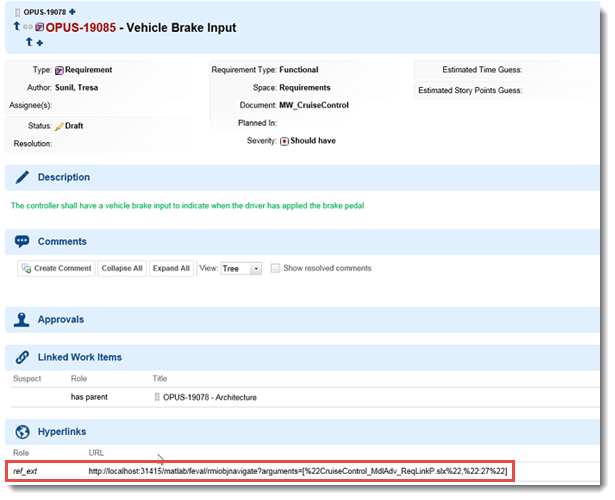 OPUS-19078
OPUS-19085 - Vehicle Brake Input
Type: Requirement
Author: Sunil, Tresa
Assignee(s):
Status: Draft
Resolution:
Requirement Type: Functional
Space: Requirements
Document: MW_CruiseControl
Planned In:
Severity: Should have
Estimated Time Guess:
Estimated Story Points Guess:
Description
The controller shall have a vehicle brake input to indicate when the driver has applied the brake pedal
Comments
Create Comment Collapse All Expand All View: Tree Show resolved comments
Approvals
Linked Work Items
Suspect Role Title
has parent OPUS-19078 - Architecture
Hyperlinks
Role URL
ref_ext http://localhost:31415/matlab/feval/rmiobjnavigate?arguments=[%22CruiseControl_MdlAdv_ReqLinkP.slx%22,%22:27%22]